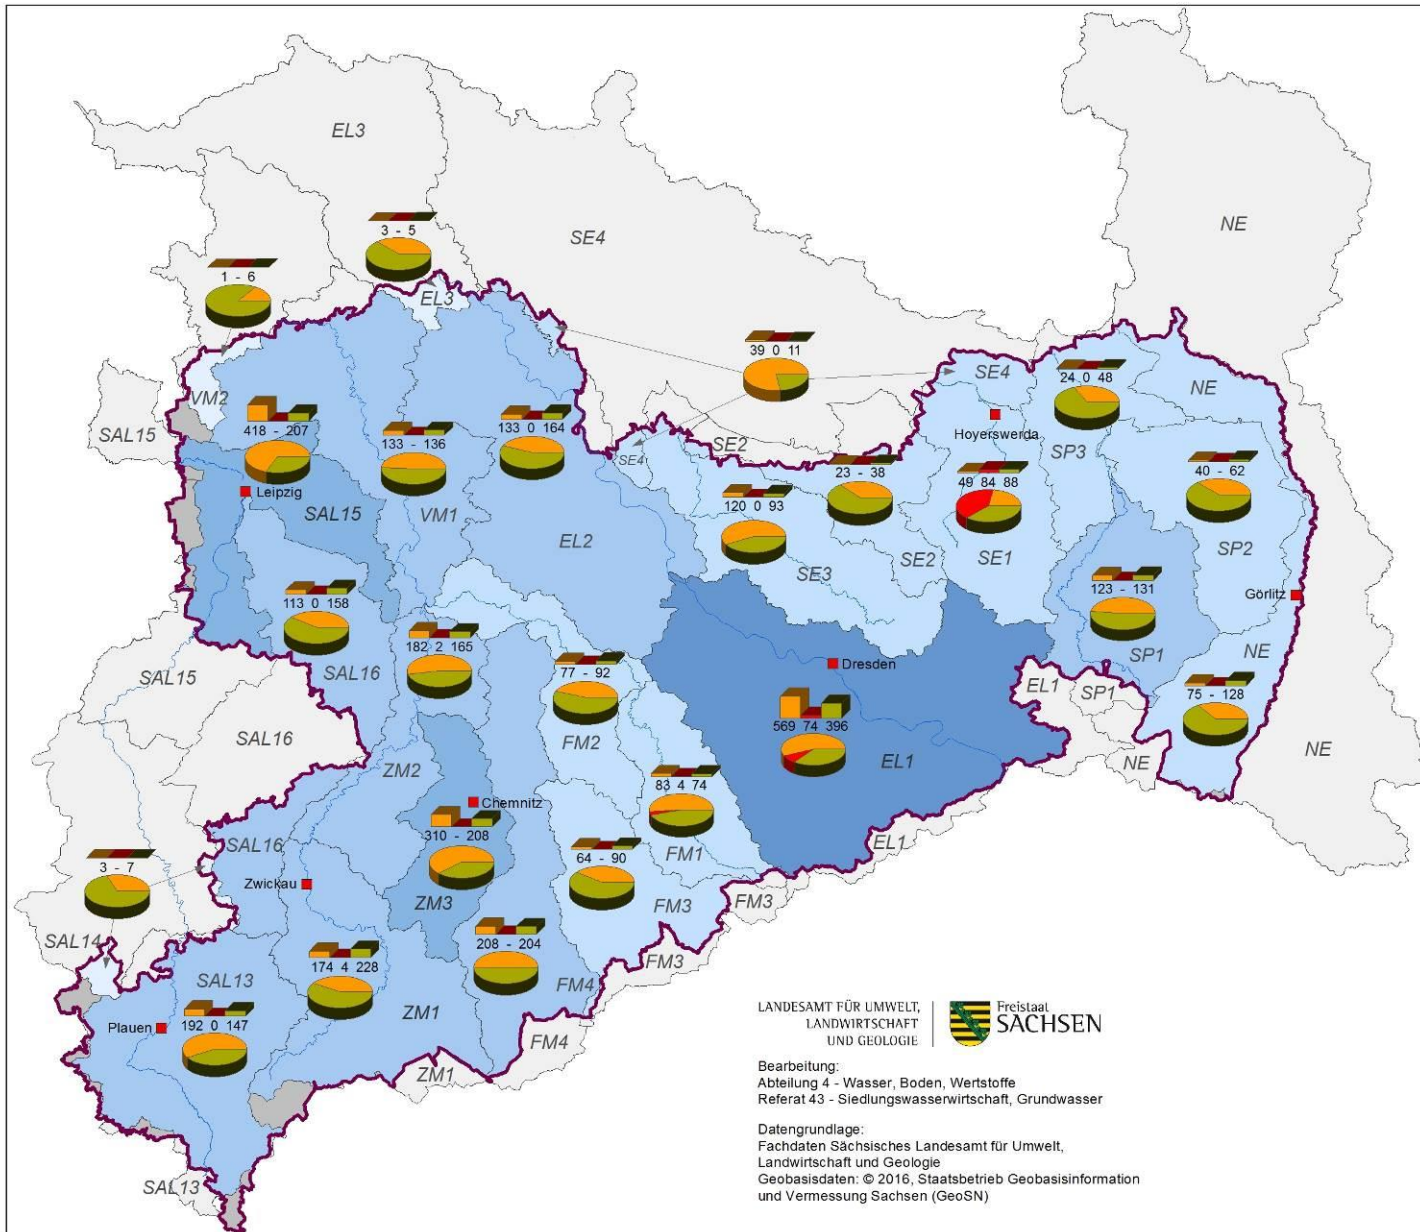 EL3
NE
3 - 5
SE4
1 - 6
EL3
39 0 11
SE4
24 0 48
NE
VM2
SAL15
418 - 207
133 - 136
133 0 164
Hoyerswerda
SE2
SE4
SP3
23 - 38
49 84 88
40 - 62
Leipzig
SAL15
VM1
120 0 93
EL2
SE2
SE1
SP2
SE3
113 0 158
123 - 131
Görlitz
182 2 165
SAL16
77 - 92
Dresden
SP1
NE
SAL15
EL1
SP1
75 - 128
569 74 396
SAL16
FM2
EL1
NE
NE
ZM2
83 4 74
Chemnitz
310 - 208
SAL16
FM1
EL1
3 - 7
64 - 90
Zwickau
ZM3
FM3
FM3
SAL14
208 - 204
174 4 228
FM3
SAL13
FM4
192 0 147
Plauen
ZM1
FM4
ZM1
SAL13
LANDESAMT FÜR UMWELT,
LANDWIRTSCHAFT
UND GEOLOGIE
Freistaat
SACHSEN
Bearbeitung:
Abteilung 4 - Wasser, Boden, Wertstoffe
Referat 43 - Siedlungswasserwirtschaft, Grundwasser
Datengrundlage:
Fachdaten Sächsisches Landesamt für Umwelt,
Landwirtschaft und Geologie
Geobasisdaten: © 2016, Staatsbetrieb Geobasisinformation
und Vermessung Sachsen (GeoSN)